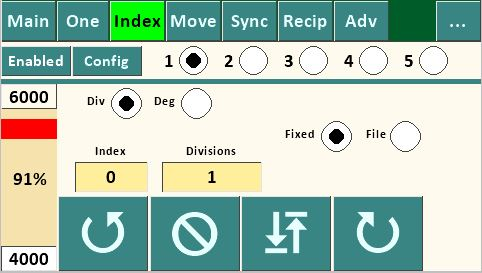 Main One Index Move Sync Recip Adv ...
Enabled Config 1 2 3 4 5
6000 Div Deg
Fixed File
Index Divisions
91% 0 1
4000